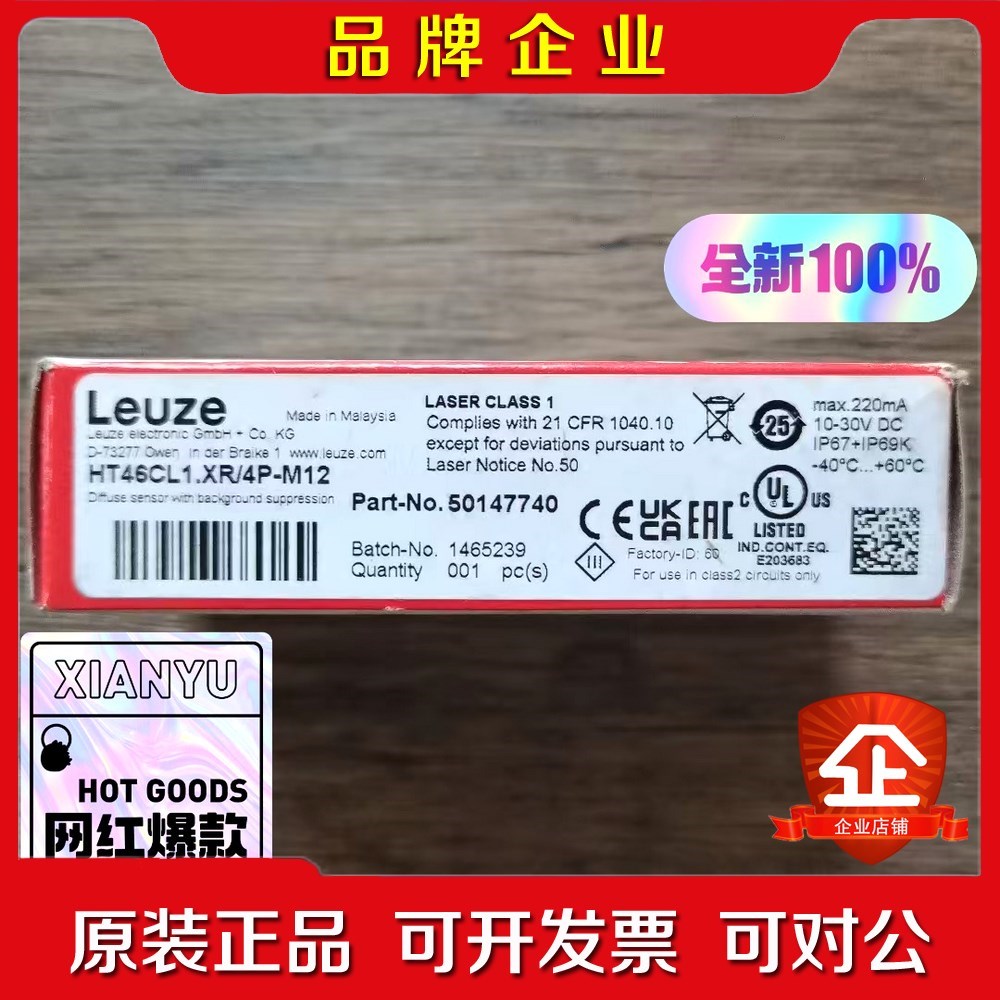 品牌企业
全新100%
Leuze
Made in Malaysia
Leuze electronic GmbH + Co. KG
D-73277 Owen in der Braike 1 www.leuze.com
HT46CL1.XR/4P-M12
Diffuse sensor with background suppression
LASER CLASS 1
Complies with 21 CFR 1040.10
except for deviations pursuant to
Laser Notice No.50
Part-No. 50147740
Batch-No. 1465239
Quantity 001 pc(s)
CE UK CA EAC
III
Factory-ID: 60
For use in class2 circuits only
25
max.220mA
10-30V DC
IP67+IP69K
-40°C...+60°C
C UL US
LISTED
IND.CONT.EQ.
E203683
XIANYU
HOT GOODS
网红爆款
企
企业店铺
原装正品 可开发票 可对公